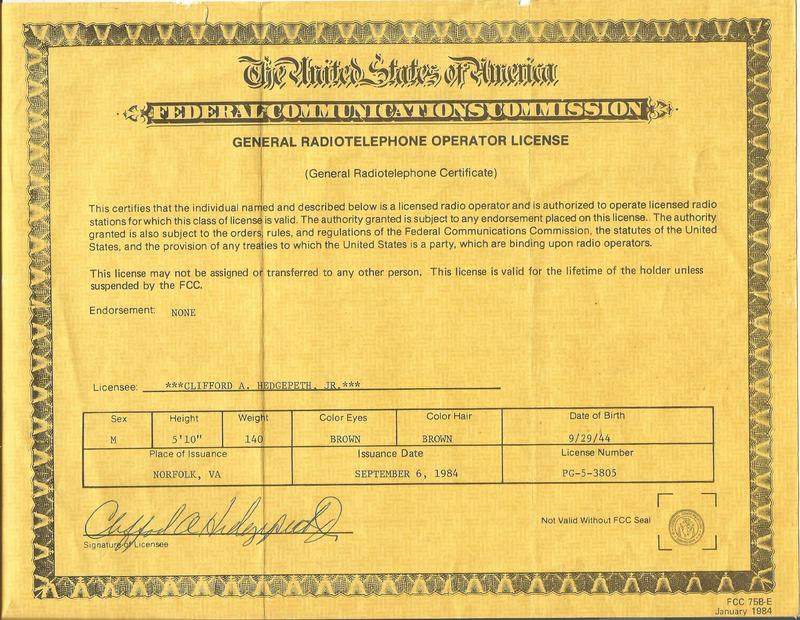 The United States of America
FEDERAL COMMUNICATIONS COMMISSION
GENERAL RADIOTELEPHONE OPERATOR LICENSE
(General Radiotelephone Certificate)
This certifies that the individual named and described below is a licensed radio operator and is authorized to operate licensed radio
stations for which this class of license is valid. The authority granted is subject to any endorsement placed on this license. The authority
granted is also subject to the orders, rules, and regulations of the Federal Communications Commission, the statutes of the United
States, and the provision of any treaties to which the United States is a party, which are binding upon radio operators.
This license may not be assigned or transferred to any other person. This license is valid for the lifetime of the holder unless
suspended by the FCC.
Endorsement: NONE
Licensee: ***CLIFFORD A. HEDGEPETH, JR.***
Sex Height Weight Color Eyes Color Hair Date of Birth
M 5'10" 140 BROWN BROWN 9/29/44
Place of Issuance Issuance Date License Number
NORFOLK, VA SEPTEMBER 6, 1984 PG-5-3805
Clifford A Hedgepeth Jr
Signature of Licensee
Not Valid Without FCC Seal
FCC 758-E
January 1984